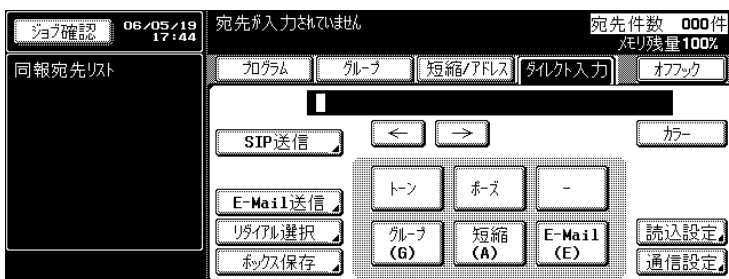 ジョブ確認
06/05/19
17:44
宛先が入力されていません
宛先件数 000件
メモリ残量100%
同報宛先リスト
プログラム
グループ
短縮/アドレス
ダイレクト入力
オフフック
SIP送信
←
→
カラー
E-Mail送信
トーン
ポーズ
-
リダイアル選択
グループ
(G)
短縮
(A)
E-Mail
(E)
読込設定
ボックス保存
通信設定